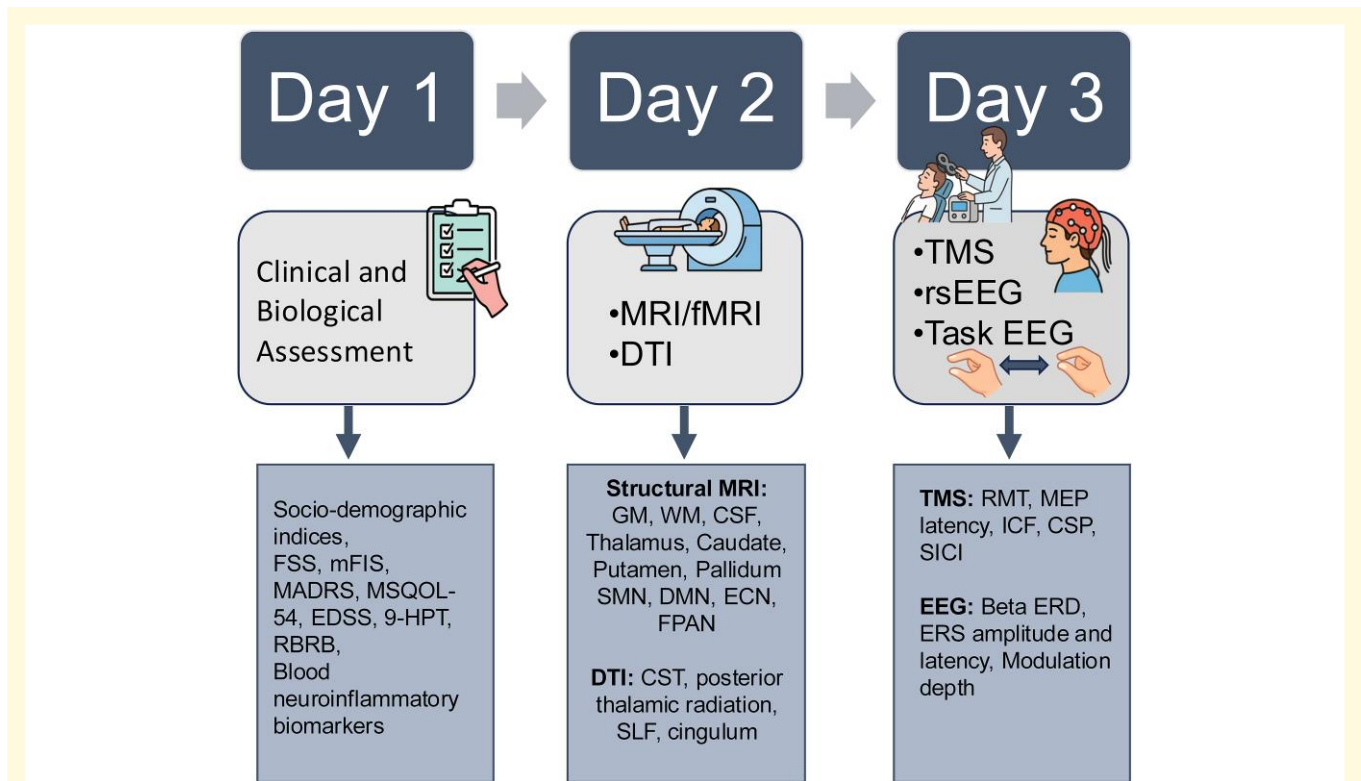 Day 1
Day 2
Day 3
Clinical and
Biological
Assessment
•MRI/fMRI
•DTI
•TMS
•rsEEG
•Task EEG
Socio-demographic
indices,
FSS, mFIS,
MADRS, MSQOL-
54, EDSS, 9-HPT,
RBRB,
Blood
neuroinflammatory
biomarkers
Structural MRI:
GM, WM, CSF,
Thalamus, Caudate,
Putamen, Pallidum
SMN, DMN, ECN,
FPAN
DTI: CST, posterior
thalamic radiation,
SLF, cingulum
TMS: RMT, MEP
latency, ICF, CSP,
SICI
EEG: Beta ERD,
ERS amplitude and
latency, Modulation
depth